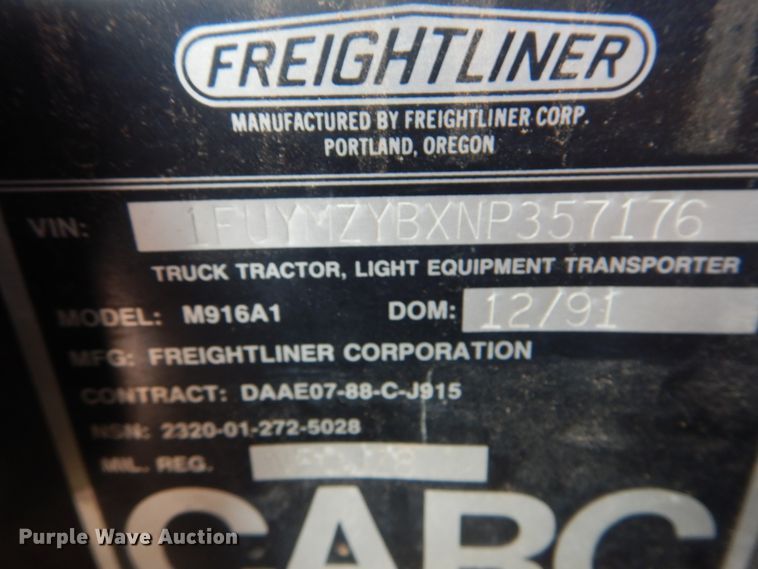 FREIGHTLINER
MANUFACTURED BY FREIGHTLINER CORP.
PORTLAND, OREGON
VIN: 1FUYMZYBXNP357176
TRUCK TRACTOR, LIGHT EQUIPMENT TRANSPORTER
MODEL: M916A1 DOM: 12/91
MFG: FREIGHTLINER CORPORATION
CONTRACT: DAAE07-88-C-J915
NSN: 2320-01-272-5028
MIL. REG.
CARC
Purple Wave Auction